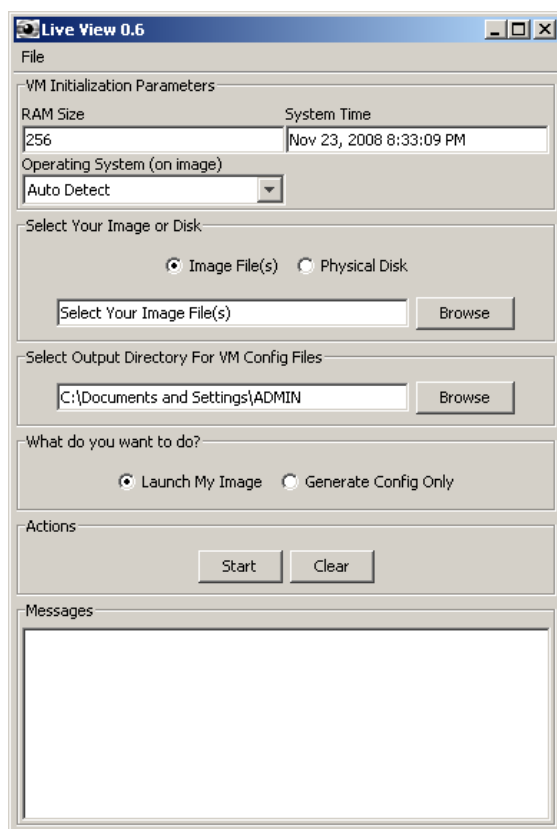 Live View 0.6
File
VM Initialization Parameters
RAM Size System Time
256 Nov 23, 2008 8:33:09 PM
Operating System (on image)
Auto Detect
Select Your Image or Disk
Image File(s) Physical Disk
Select Your Image File(s) Browse
Select Output Directory For VM Config Files
C:\Documents and Settings\ADMIN Browse
What do you want to do?
Launch My Image Generate Config Only
Actions
Start Clear
Messages